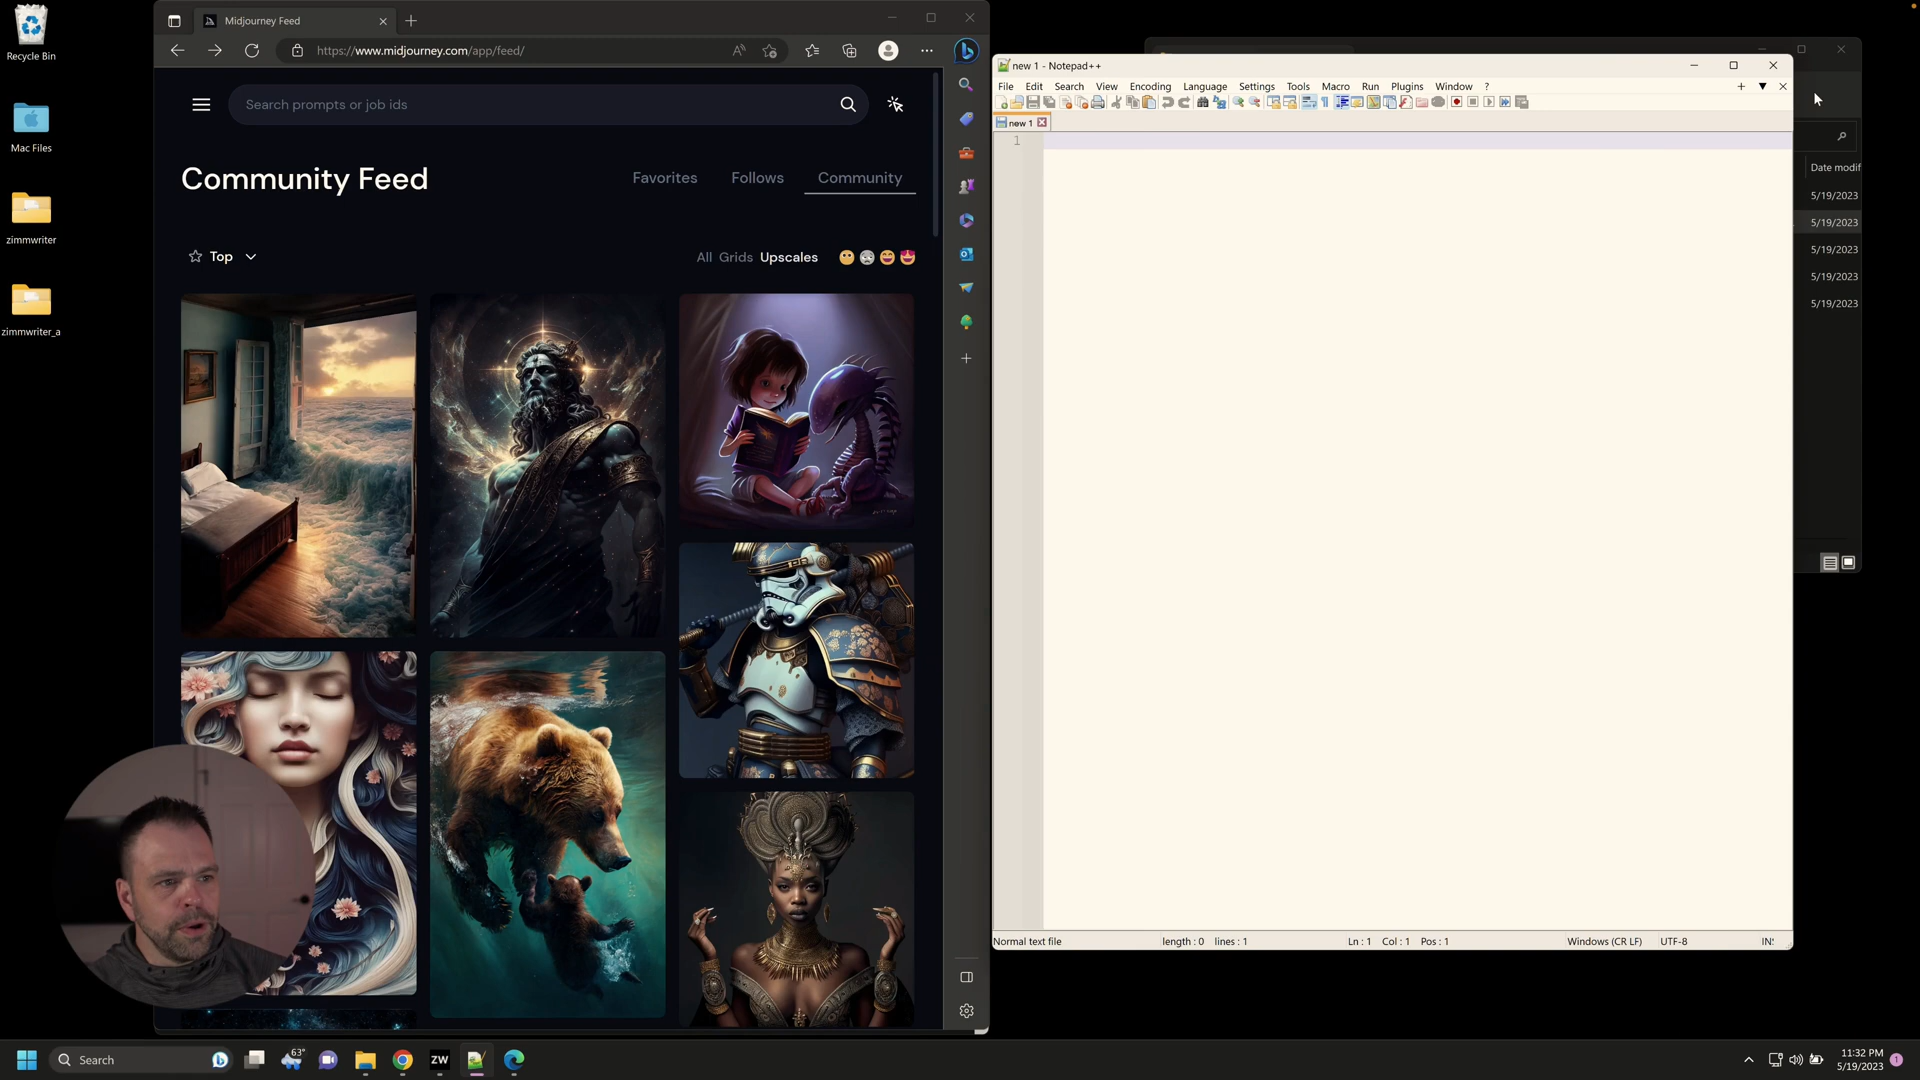 Recycle Bin
Mac Files
zimmwriter
zimmwriter_a
Midjourney Feed
https://www.midjourney.com/app/feed/
Search prompts or job ids
Community Feed
Favorites Follows Community
Top
All Grids Upscales
new 1 - Notepad++
File Edit Search View Encoding Language Settings Tools Macro Run Plugins Window ?
new 1
1
Normal text file length : 0 lines : 1 Ln : 1 Col : 1 Pos : 1 Windows (CR LF) UTF-8 IN
Date modif
5/19/2023
5/19/2023
5/19/2023
5/19/2023
5/19/2023
Search
63°
ZW
11:32 PM
5/19/2023
1